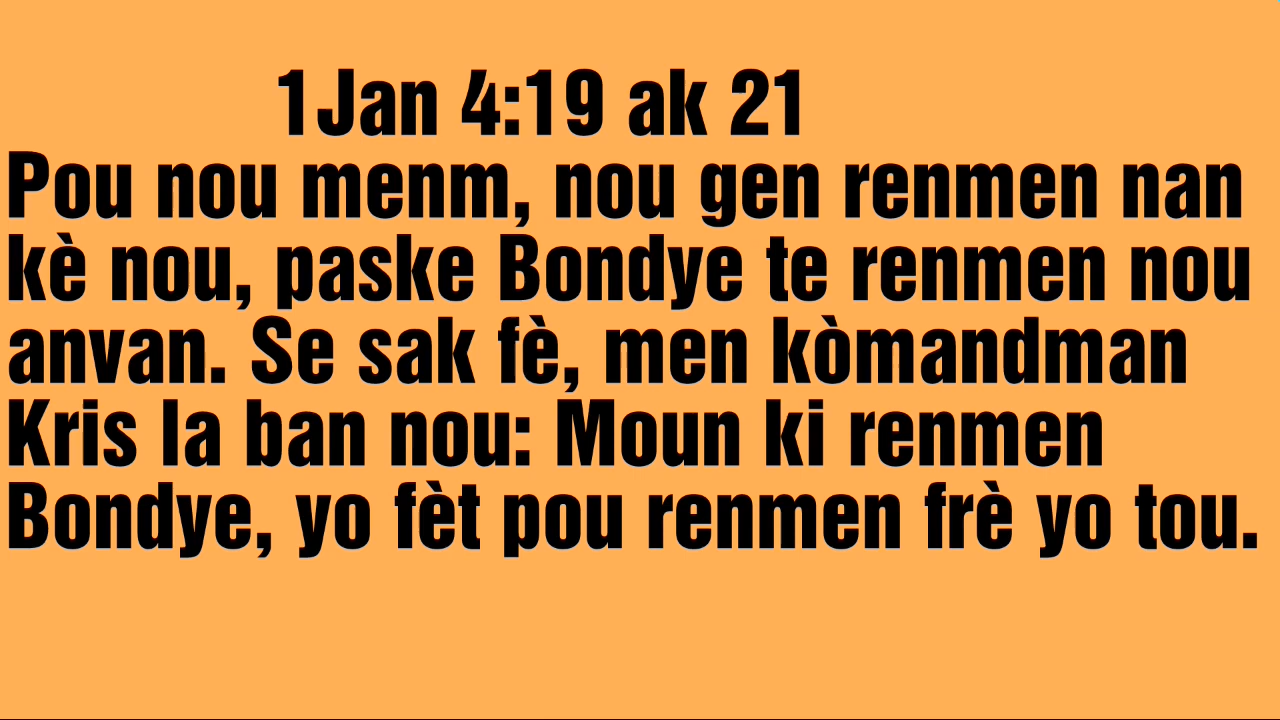 1Jan 4:19 ak 21
Pou nou menm, nou gen renmen nan
kè nou, paske Bondye te renmen nou
anvan. Se sak fè, men kòmandman
Kris la ban nou: Moun ki renmen
Bondye, yo fèt pou renmen frè yo tou.